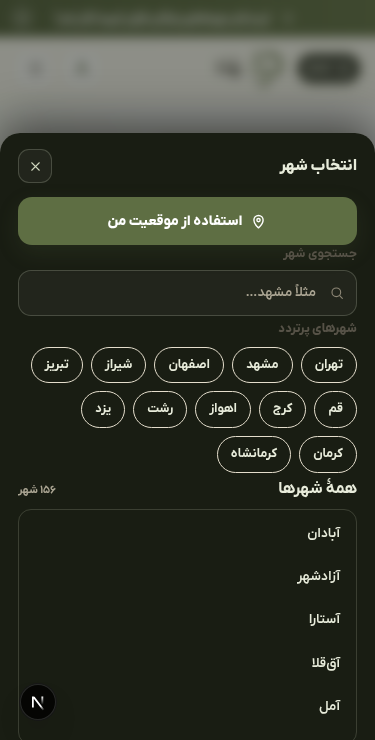 انتخاب شهر
استفاده از موقعیت من
جستجوی شهر
مثلاً مشهد...
شهرهای پرتردد
تهران مشهد اصفهان شیراز تبریز
قم کرج اهواز رشت یزد
کرمان کرمانشاه
همهٔ شهرها ۱۵۶ شهر
آبادان
آزادشهر
آستارا
آق‌قلا
آمل
N